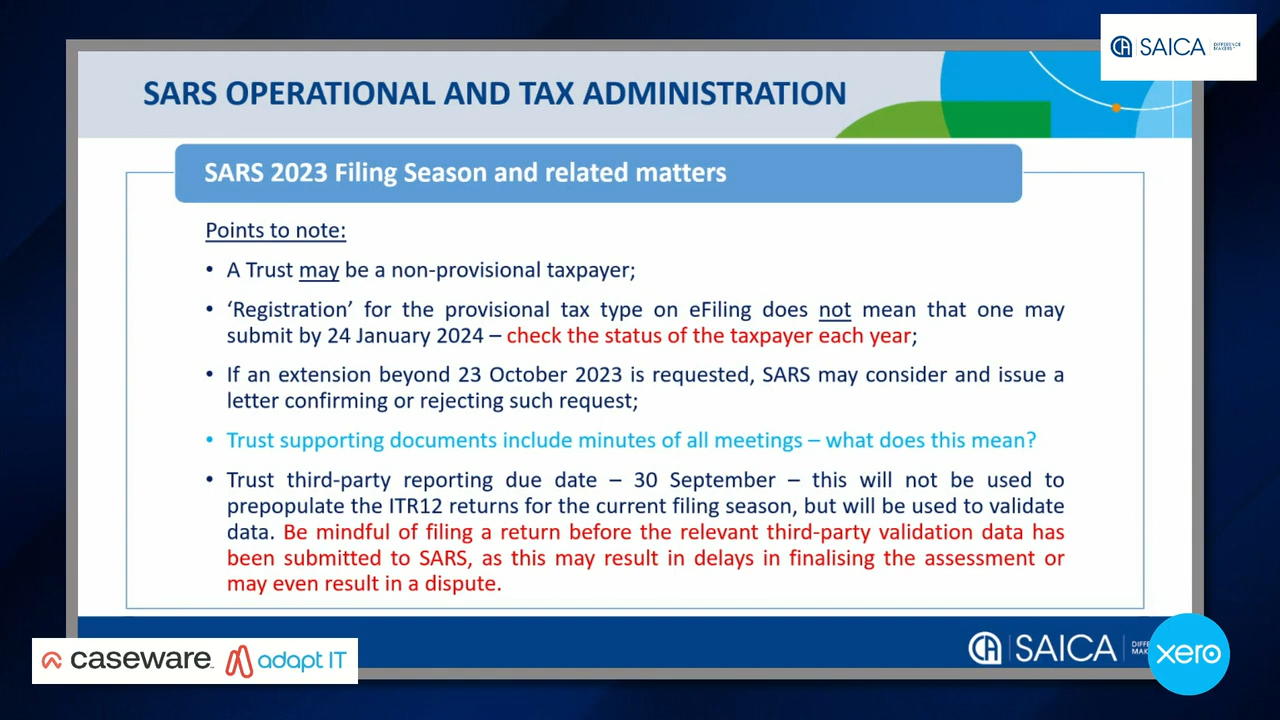 SAICA
DIFFERENCE
MAKERS
SARS OPERATIONAL AND TAX ADMINISTRATION
SARS 2023 Filing Season and related matters
Points to note:
• A Trust may be a non-provisional taxpayer;
• ‘Registration’ for the provisional tax type on eFiling does not mean that one may
submit by 24 January 2024 – check the status of the taxpayer each year;
• If an extension beyond 23 October 2023 is requested, SARS may consider and issue a
letter confirming or rejecting such request;
• Trust supporting documents include minutes of all meetings – what does this mean?
• Trust third-party reporting due date – 30 September – this will not be used to
prepopulate the ITR12 returns for the current filing season, but will be used to validate
data. Be mindful of filing a return before the relevant third-party validation data has
been submitted to SARS, as this may result in delays in finalising the assessment or
may even result in a dispute.
caseware
adapt IT
SAICA
xero